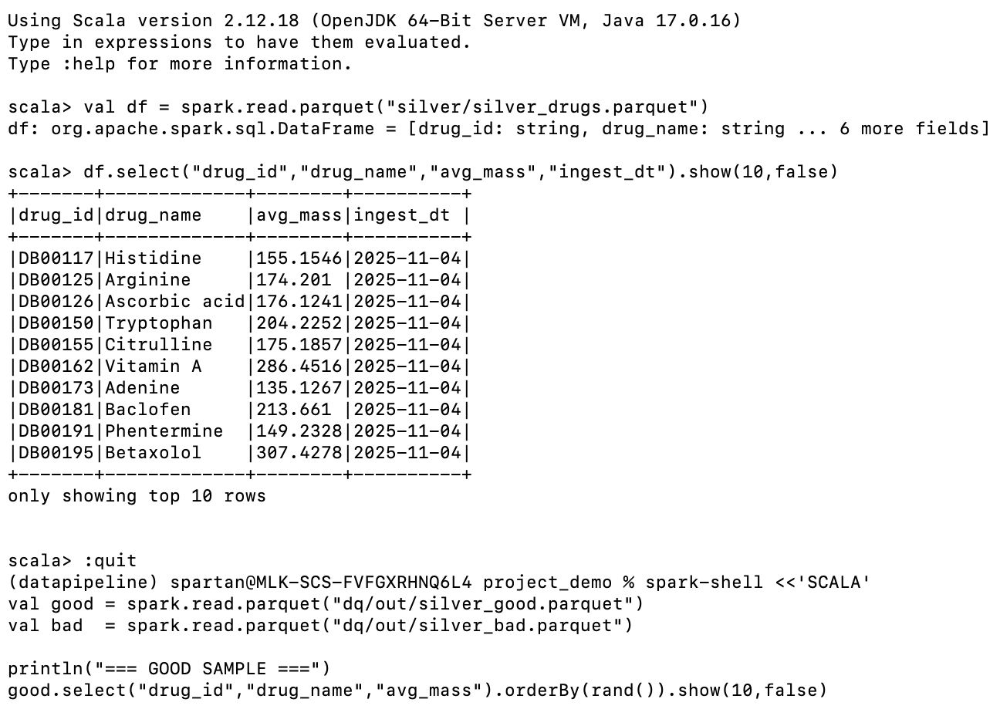 Using Scala version 2.12.18 (OpenJDK 64-Bit Server VM, Java 17.0.16)
Type in expressions to have them evaluated.
Type :help for more information.

scala> val df = spark.read.parquet("silver/silver_drugs.parquet")
df: org.apache.spark.sql.DataFrame = [drug_id: string, drug_name: string ... 6 more fields]

scala> df.select("drug_id","drug_name","avg_mass","ingest_dt").show(10,false)
+-------+-------------+--------+----------+
|drug_id|drug_name    |avg_mass|ingest_dt |
+-------+-------------+--------+----------+
|DB00117|Histidine    |155.1546|2025-11-04|
|DB00125|Arginine     |174.201 |2025-11-04|
|DB00126|Ascorbic acid|176.1241|2025-11-04|
|DB00150|Tryptophan   |204.2252|2025-11-04|
|DB00155|Citrulline   |175.1857|2025-11-04|
|DB00162|Vitamin A    |286.4516|2025-11-04|
|DB00173|Adenine      |135.1267|2025-11-04|
|DB00181|Baclofen     |213.661 |2025-11-04|
|DB00191|Phentermine  |149.2328|2025-11-04|
|DB00195|Betaxolol    |307.4278|2025-11-04|
+-------+-------------+--------+----------+
only showing top 10 rows


scala> :quit
(datapipeline) spartan@MLK-SCS-FVFGXRHNQ6L4 project_demo % spark-shell <<'SCALA'
val good = spark.read.parquet("dq/out/silver_good.parquet")
val bad  = spark.read.parquet("dq/out/silver_bad.parquet")

println("=== GOOD SAMPLE ===")
good.select("drug_id","drug_name","avg_mass").orderBy(rand()).show(10,false)